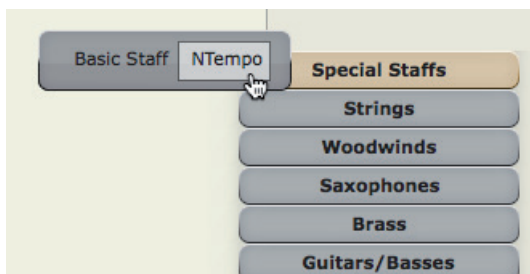 Basic Staff NTempo
Special Staffs
Strings
Woodwinds
Saxophones
Brass
Guitars/Basses